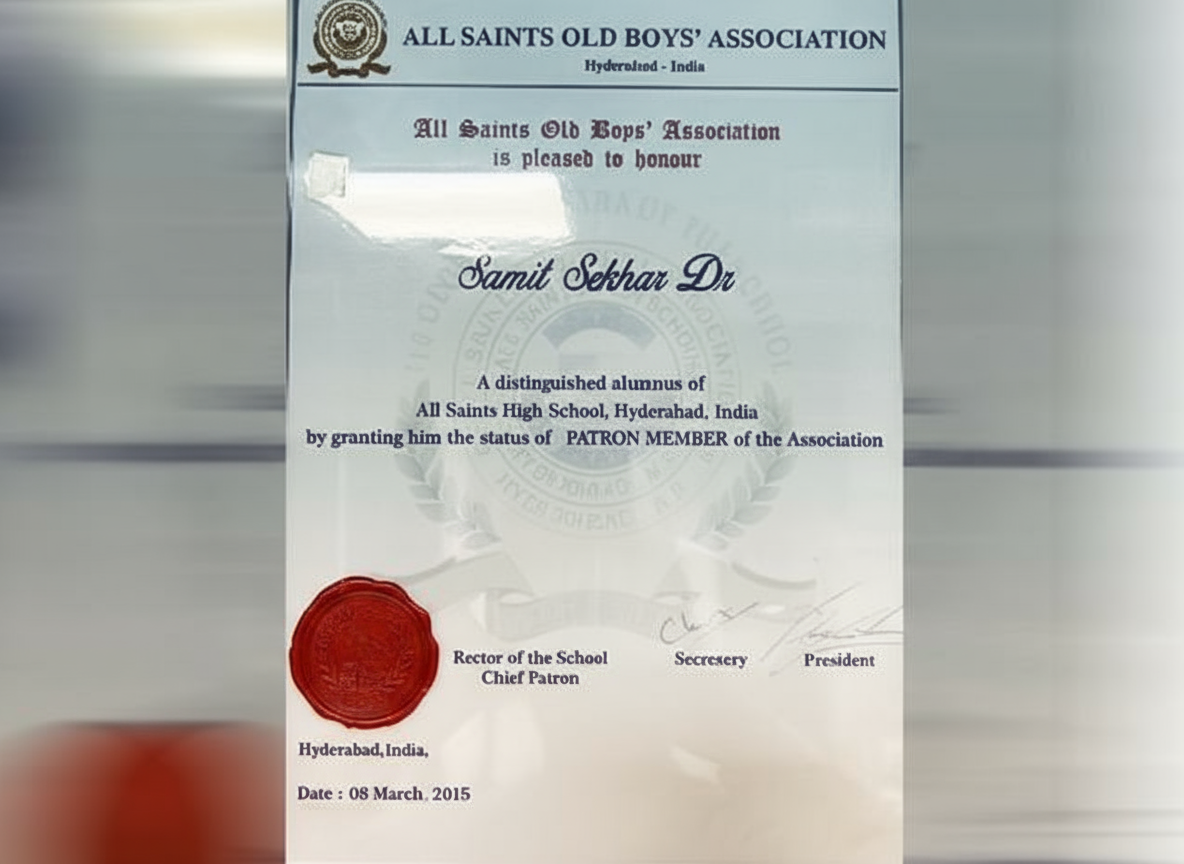 ALL SAINTS OLD BOYS' ASSOCIATION
Hyderabad - India
All Saints Old Bops' Association
is pleased to honour
Samit Sekhar Dr
A distinguished alumnus of
All Saints High School, Hyderahad, India
by granting him the status of PATRON MEMBER of the Association
Rector of the School
Chief Patron
Secresery
President
Hyderabad, India,
Date : 08 March, 2015